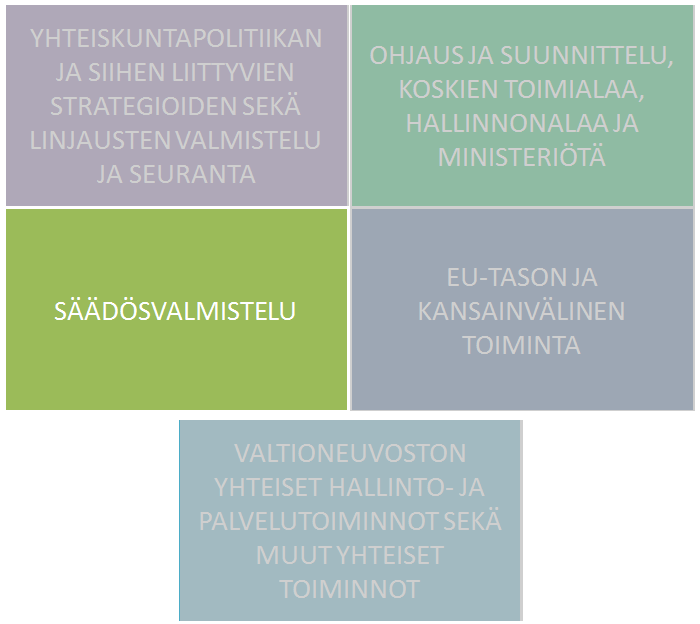 YHTEISKUNTAPOLITIIKAN
JA SIIHEN LIITTYVIEN
STRATEGIOIDEN SEKÄ
LINJAUSTEN VALMISTELU
JA SEURANTA
OHJAUS JA SUUNNITTELU,
KOSKIEN TOIMIALAA,
HALLINNONALAA JA
MINISTERIÖTÄ
SÄÄDÖSVALMISTELU
EU-TASON JA
KANSAINVÄLINEN
TOIMINTA
VALTIONEUVOSTON
YHTEISET HALLINTO- JA
PALVELUTOIMINNOT SEKÄ
MUUT YHTEISET
TOIMINNOT